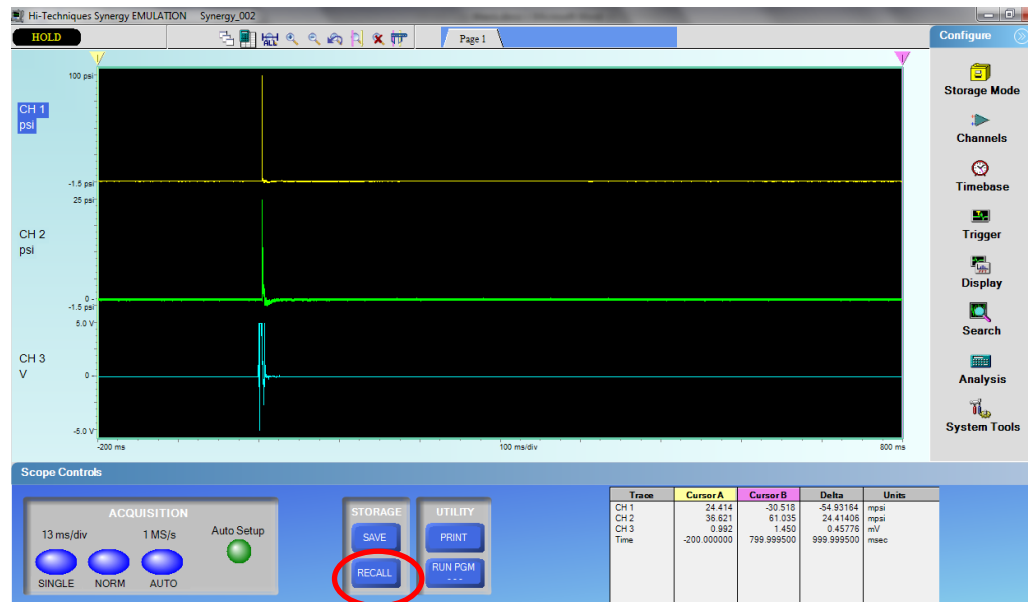 Hi-Techniques Synergy EMULATION Synergy_002
HOLD
ALL
Page 1
Configure
100 psi
CH 1
psi
-1.5 psi
25 psi
CH 2
psi
0
-1.5 psi
5.0 V
CH 3
V
0
-5.0 V
-200 ms
100 ms/div
800 ms
Storage Mode
Channels
Timebase
Trigger
Display
Search
Analysis
System Tools
Scope Controls
ACQUISITION
13 ms/div 1 MS/s Auto Setup
SINGLE NORM AUTO
STORAGE
SAVE
RECALL
UTILITY
PRINT
RUN PGM
---
Trace Cursor A Cursor B Delta Units
CH 1 24.414 -30.518 -54.93164 mpsi
CH 2 36.621 61.035 24.41406 mpsi
CH 3 0.992 1.450 0.45776 mV
Time -200.000000 799.999500 999.999500 msec